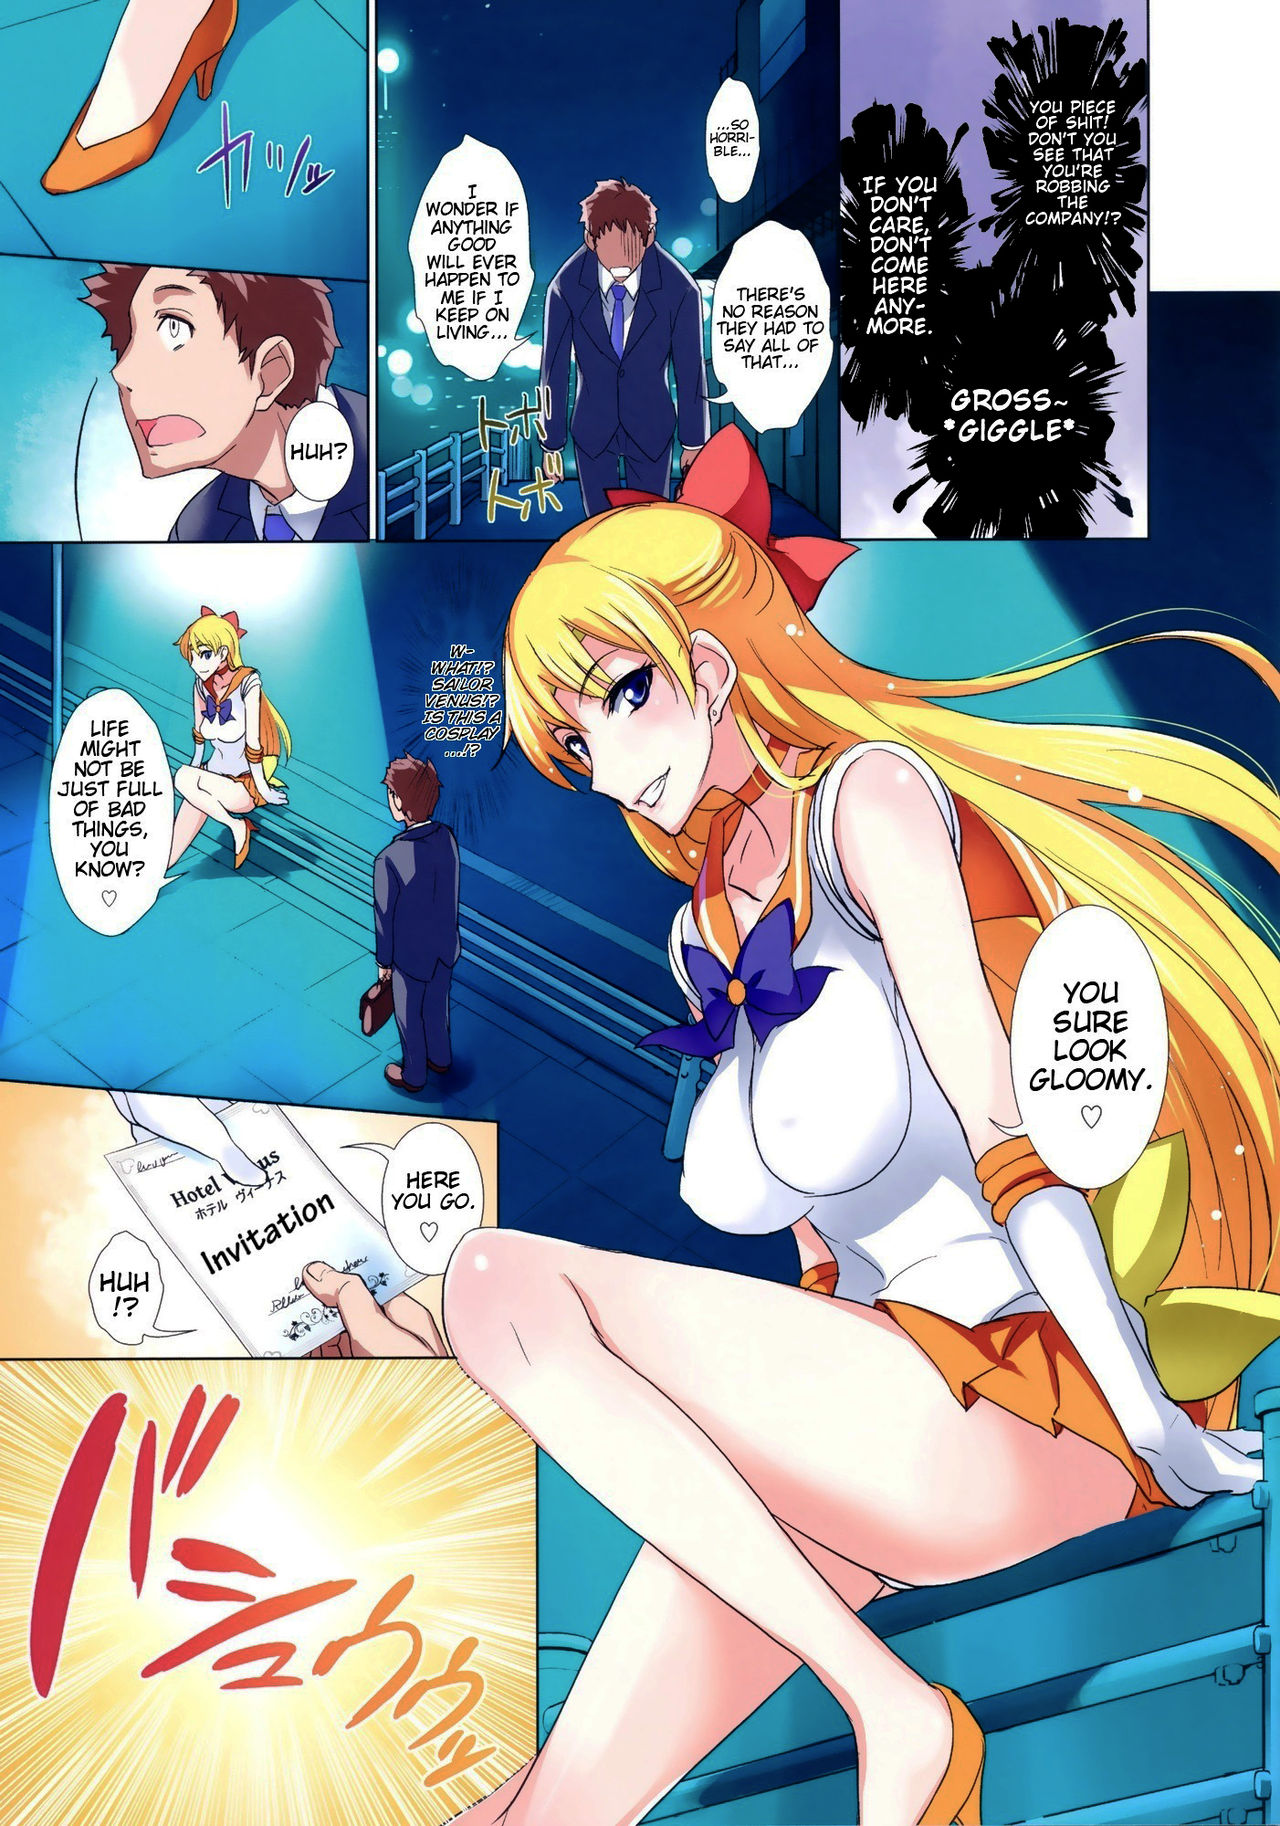 YOU PIECE
OF SHIT!
DON'T YOU
SEE THAT
YOU'RE
ROBBING
THE
COMPANY!?
IF YOU
DON'T
CARE,
DON'T
COME
HERE
ANY-
MORE.
GROSS~
*GIGGLE*
...SO
HORRI-
BLE...
THERE'S
NO REASON
THEY HAD TO
SAY ALL OF
THAT...
I
WONDER IF
ANYTHING
GOOD
WILL EVER
HAPPEN TO
ME IF I
KEEP ON
LIVING...
トボ
トボ
カッツュ
HUH?
YOU
SURE
LOOK
GLOOMY.
♡
W-
WHAT!?
SAILOR
VENUS!?
IS THIS A
COSPLAY
...!?
LIFE
MIGHT
NOT BE
JUST FULL
OF BAD
THINGS,
YOU
KNOW?
♡
HERE
YOU GO.
♡
Hotel
ホテル ヴィーナス
Invitation
HUH
!?
バシュウウッ